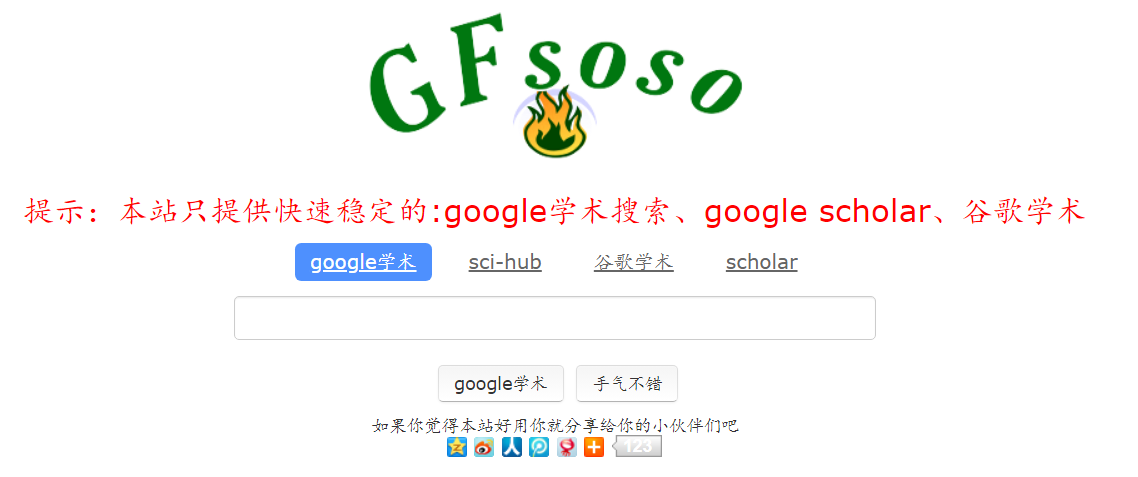 GFsoso
提示：本站只提供快速稳定的:google学术搜索、google scholar、谷歌学术
google学术 sci-hub 谷歌学术 scholar
google学术 手气不错
如果你觉得本站好用你就分享给你的小伙伴们吧
123